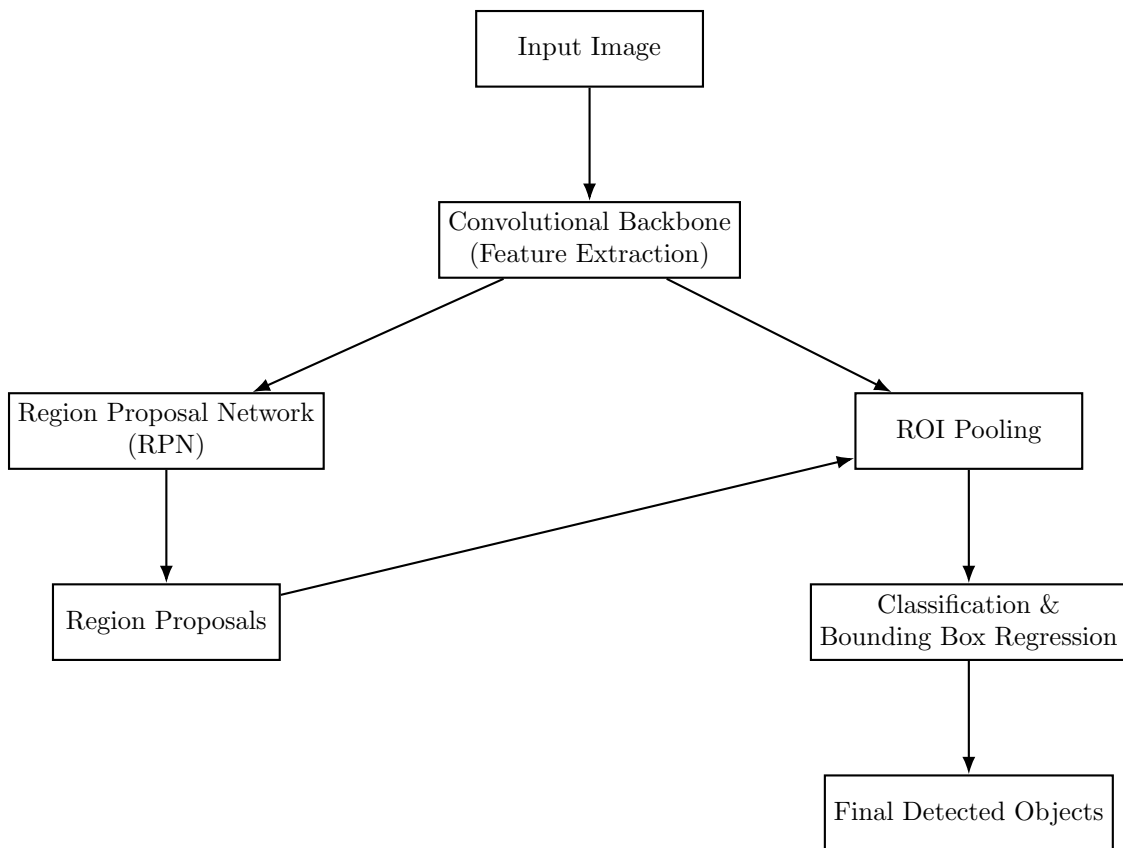 Input Image
Convolutional Backbone
(Feature Extraction)
Region Proposal Network
(RPN)
ROI Pooling
Region Proposals
Classification &
Bounding Box Regression
Final Detected Objects